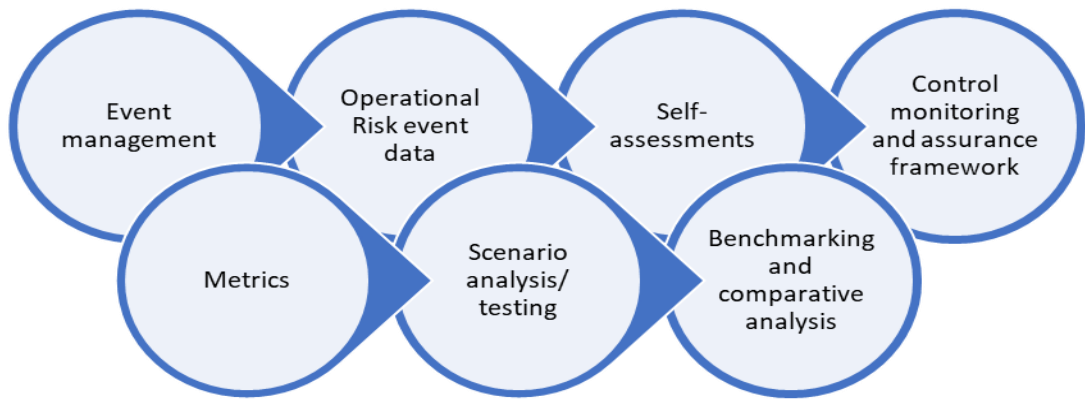 Event
management
Operational
Risk event
data
Self-
assessments
Control
monitoring
and assurance
framework
Metrics
Scenario
analysis/
testing
Benchmarking
and
comparative
analysis